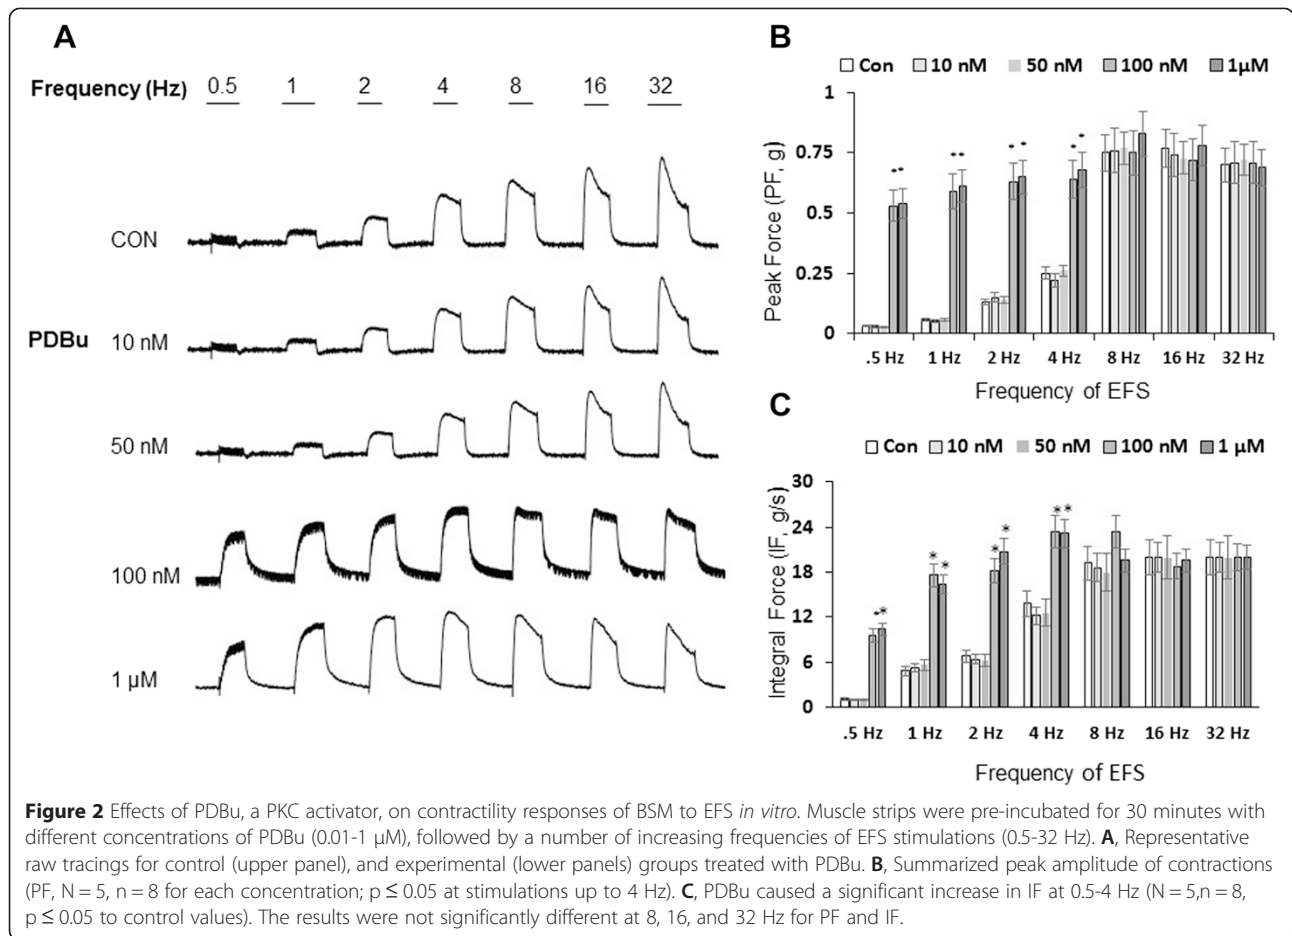 A
Frequency (Hz) 0.5 1 2 4 8 16 32
CON
PDBu
10 nM
50 nM
100 nM
1 µM
B
Con 10 nM 50 nM 100 nM 1µM
Peak Force (PF, g)
1
0.75
0.5
0.25
0
* * * * * * * *
.5 Hz 1 Hz 2 Hz 4 Hz 8 Hz 16 Hz 32 Hz
Frequency of EFS
C
Con 10 nM 50 nM 100 nM 1 µM
Integral Force (IF, g/s)
30
24
18
12
6
0
* * * * * * * *
.5 Hz 1 Hz 2 Hz 4 Hz 8 Hz 16 Hz 32 Hz
Frequency of EFS
Figure 2 Effects of PDBu, a PKC activator, on contractility responses of BSM to EFS in vitro. Muscle strips were pre-incubated for 30 minutes with
different concentrations of PDBu (0.01-1 µM), followed by a number of increasing frequencies of EFS stimulations (0.5-32 Hz). A, Representative
raw tracings for control (upper panel), and experimental (lower panels) groups treated with PDBu. B, Summarized peak amplitude of contractions
(PF, N = 5, n = 8 for each concentration; p ≤ 0.05 at stimulations up to 4 Hz). C, PDBu caused a significant increase in IF at 0.5-4 Hz (N = 5,n = 8,
p ≤ 0.05 to control values). The results were not significantly different at 8, 16, and 32 Hz for PF and IF.